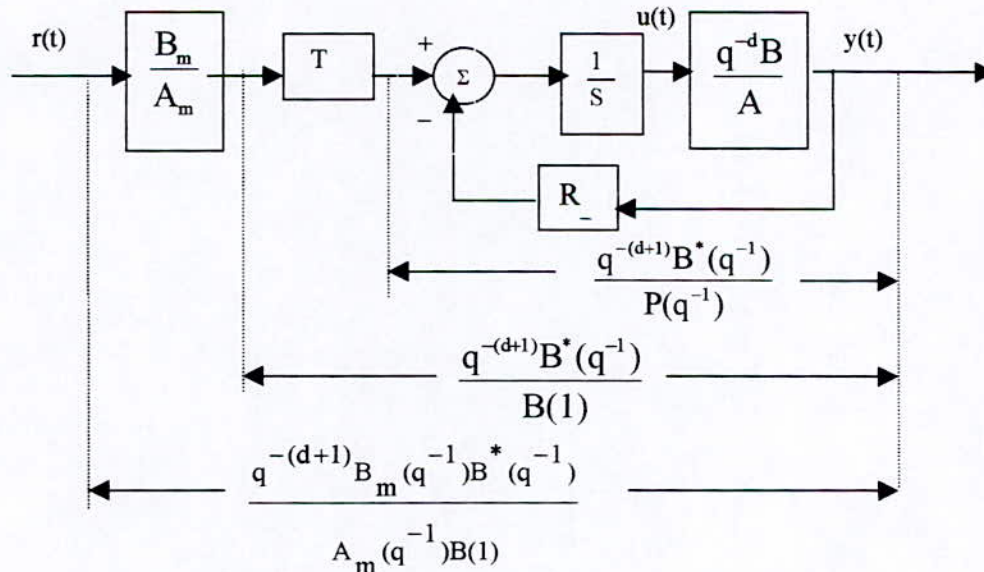 r(t)
B_m
A_m
T
+
Σ
−
1
S
u(t)
q^{-d}B
A
y(t)
R_
q^{-(d+1)}B^*(q^{-1})
P(q^{-1})
q^{-(d+1)}B^*(q^{-1})
B(1)
q^{-(d+1)}B_m(q^{-1})B^*(q^{-1})
A_m(q^{-1})B(1)